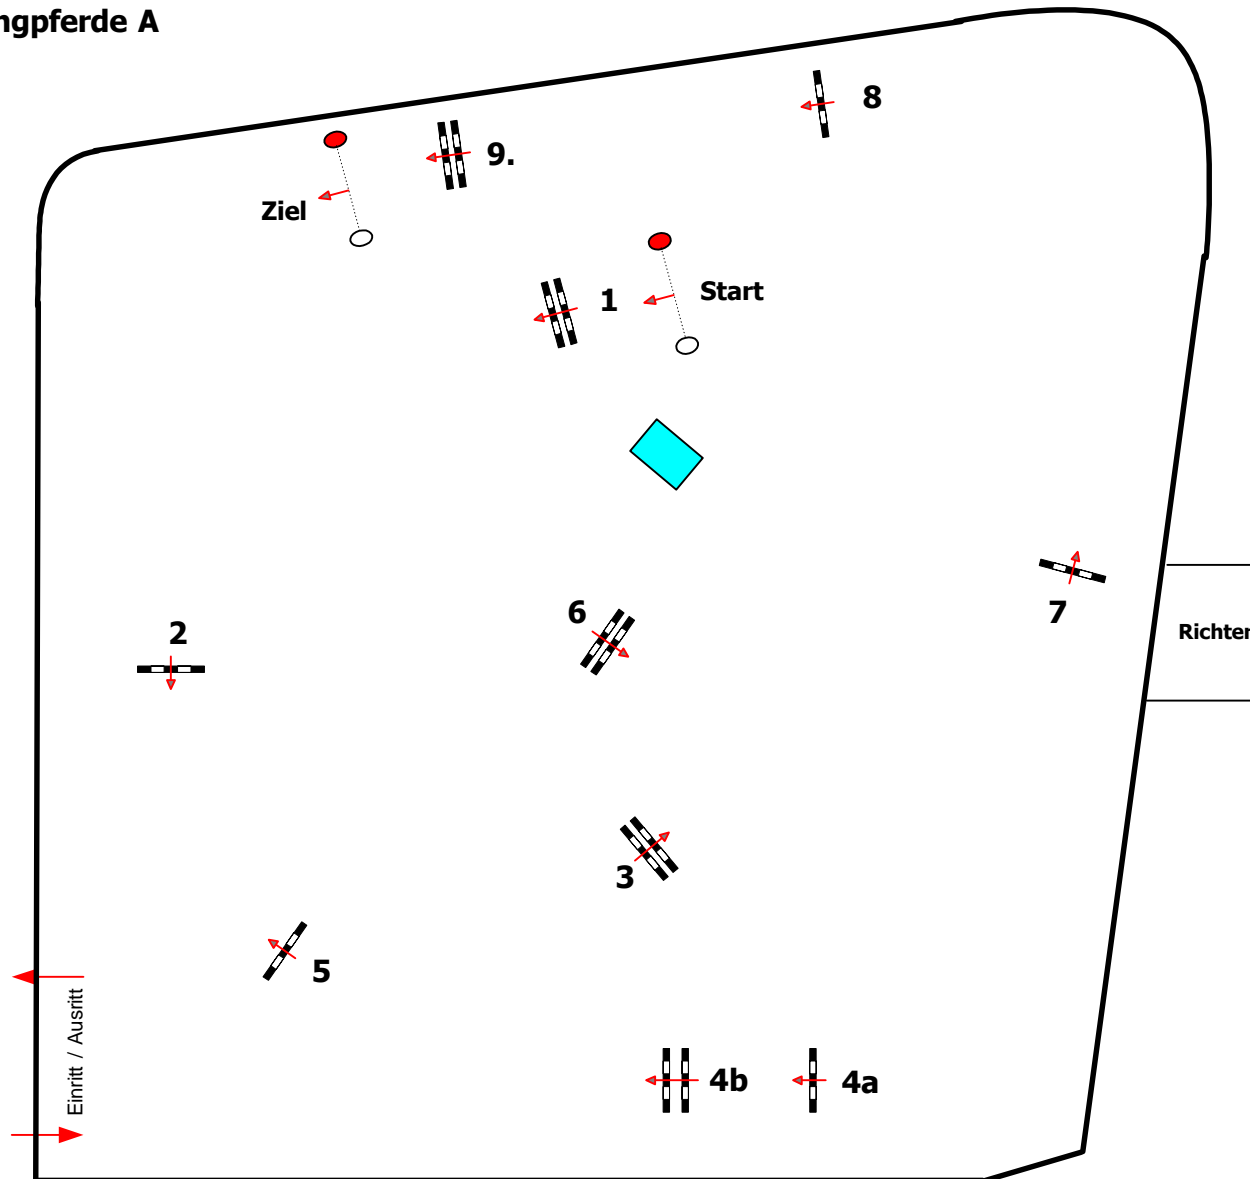 ngpferde A
8
9.
Ziel
1
Start
6
7
2
Richter
3
5
Einritt / Ausritt
4b
4a